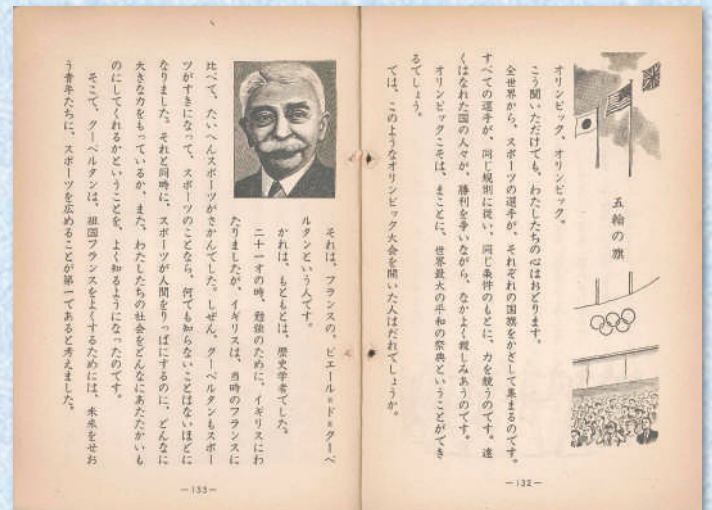 五輪の旗
オリンピック、オリンピック。
こう聞いただけでも、わたしたちの心はおどります。
全世界から、スポーツの選手が、それぞれの国旗をかざして集まるのです。
すべての選手が、同じ規則に従い、同じ条件のもとに、力を競うのです。遠
くはなれた国の人々が、勝利を争いながら、なかよく親しみあうのです。
オリンピックこそは、まことに、世界最大の平和の祭典ということができ
るでしょう。
では、このようなオリンピック大会を開いた人はだれでしょうか。
—132—
それは、フランスの、ピエール＝ド＝クーベ
ルタンという人です。
かれは、もともとは、歴史学者でした。
二十一才の時、勉強のために、イギリスにわ
たりましたが、イギリスは、当時のフランスに
比べて、たいへんスポーツがさかんでした。しぜん、クーベルタンもスポー
ツがすきになって、スポーツのことなら、何でも知らないことはないほどに
なりました。それと同時に、スポーツが人間をりっぱにするのに、どんなに
大きな力をもっているか、また、わたしたちの社会をどんなにあたたかいも
のにしてくれるかということを、よく知るようになったのです。
そこで、クーベルタンは、祖国フランスをよくするためには、未来をせお
う青年たちに、スポーツを広めることが第一であると考えました。
—133—